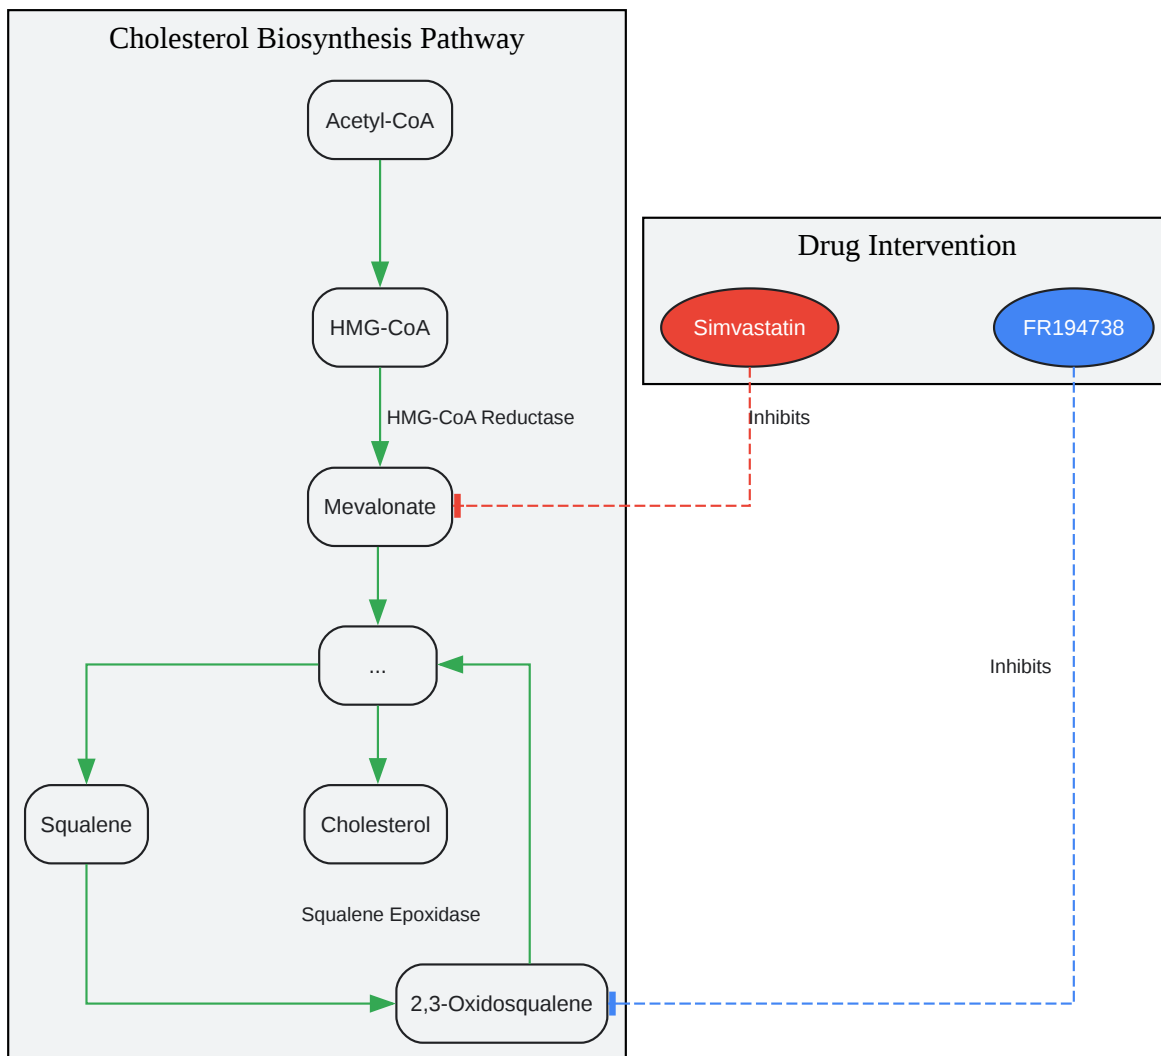 Cholesterol Biosynthesis Pathway
Acetyl-CoA
Drug Intervention
HMG-CoA
Simvastatin
FR194738
HMG-CoA Reductase
Inhibits
Mevalonate
...
Inhibits
Squalene
Cholesterol
Squalene Epoxidase
2,3-Oxidosqualene